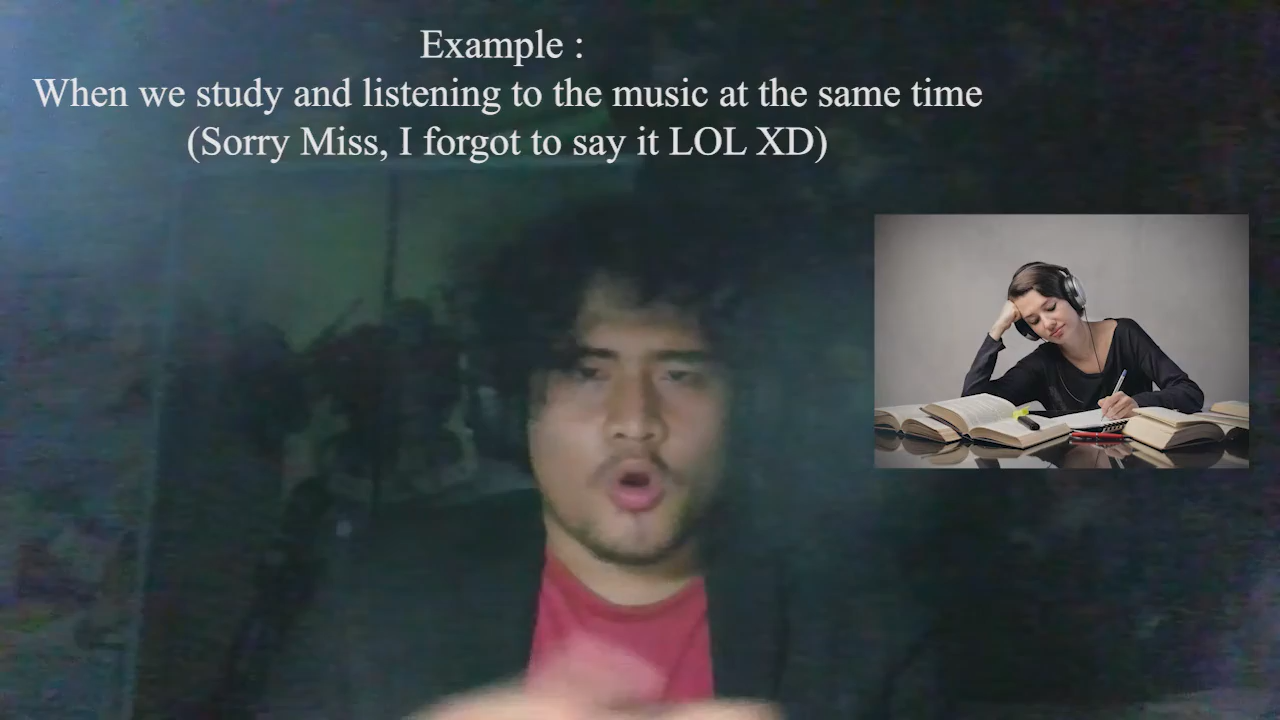 Example :
When we study and listening to the music at the same time
(Sorry Miss, I forgot to say it LOL XD)